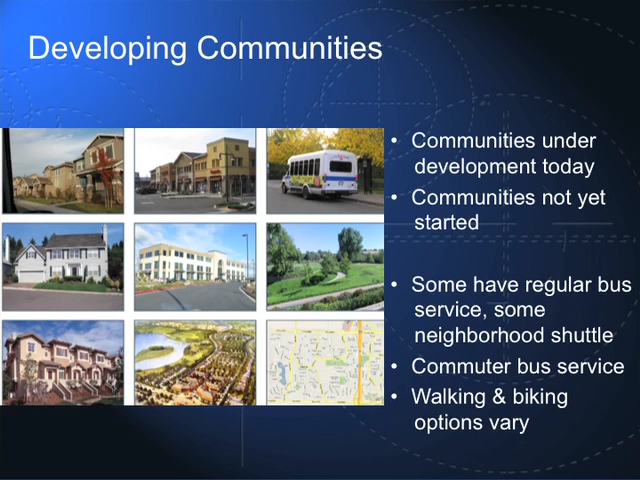 Developing Communities
• Communities under
development today
• Communities not yet
started
• Some have regular bus
service, some
neighborhood shuttle
• Commuter bus service
• Walking & biking
options vary